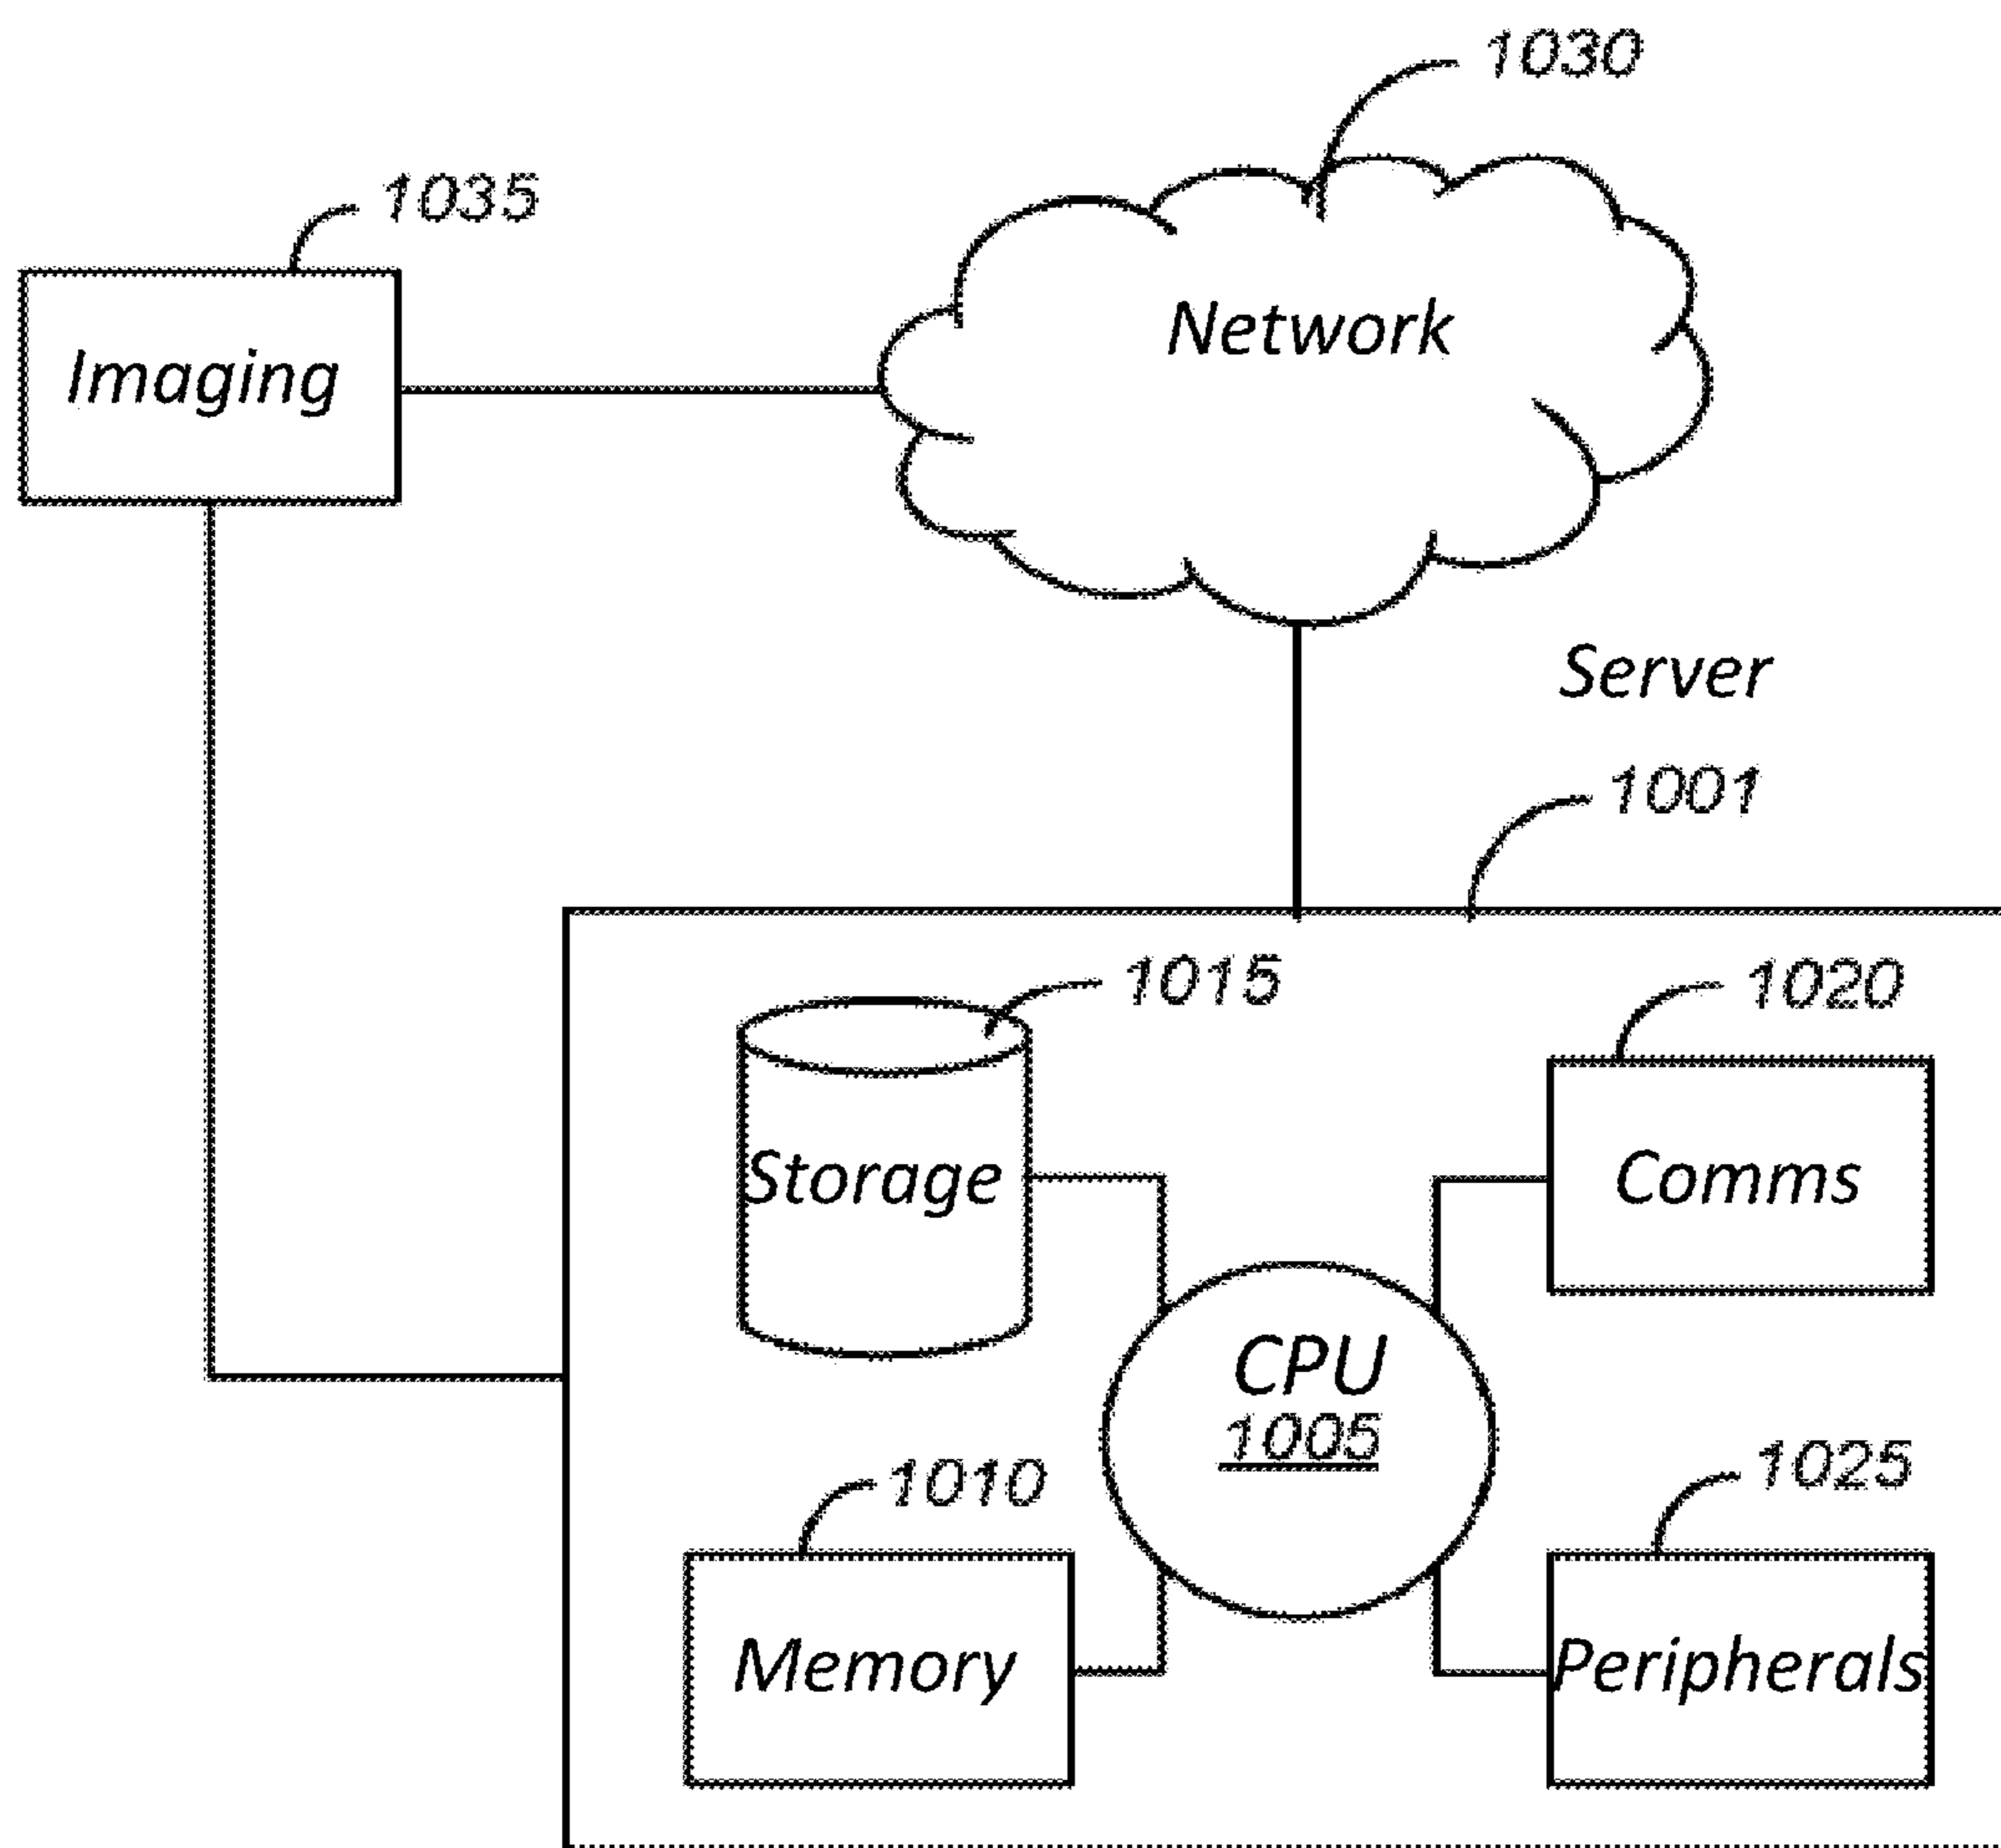 1030
1035
Network
Imaging
Server
1001
1015
1020
Storage
Comms
CPU
1005
1010
1025
Memory
Peripherals